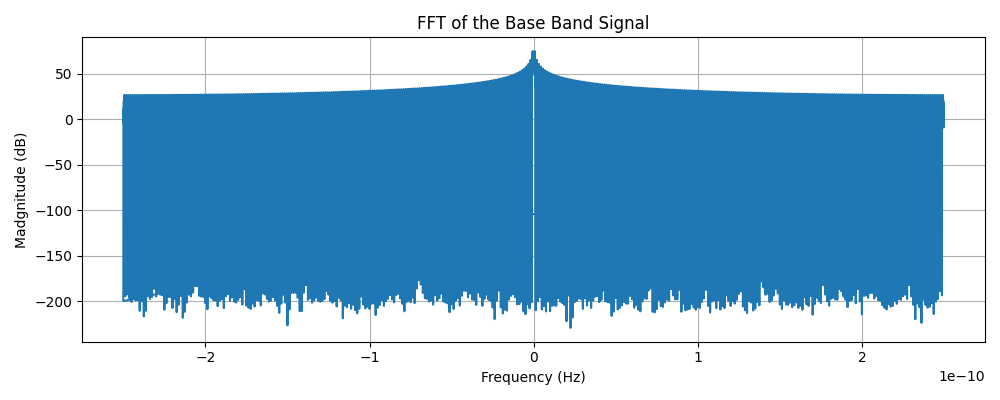 FFT of the Base Band Signal
Madgnitude (dB)
50
0
−50
−100
−150
−200
−2
−1
0
1
2
1e−10
Frequency (Hz)